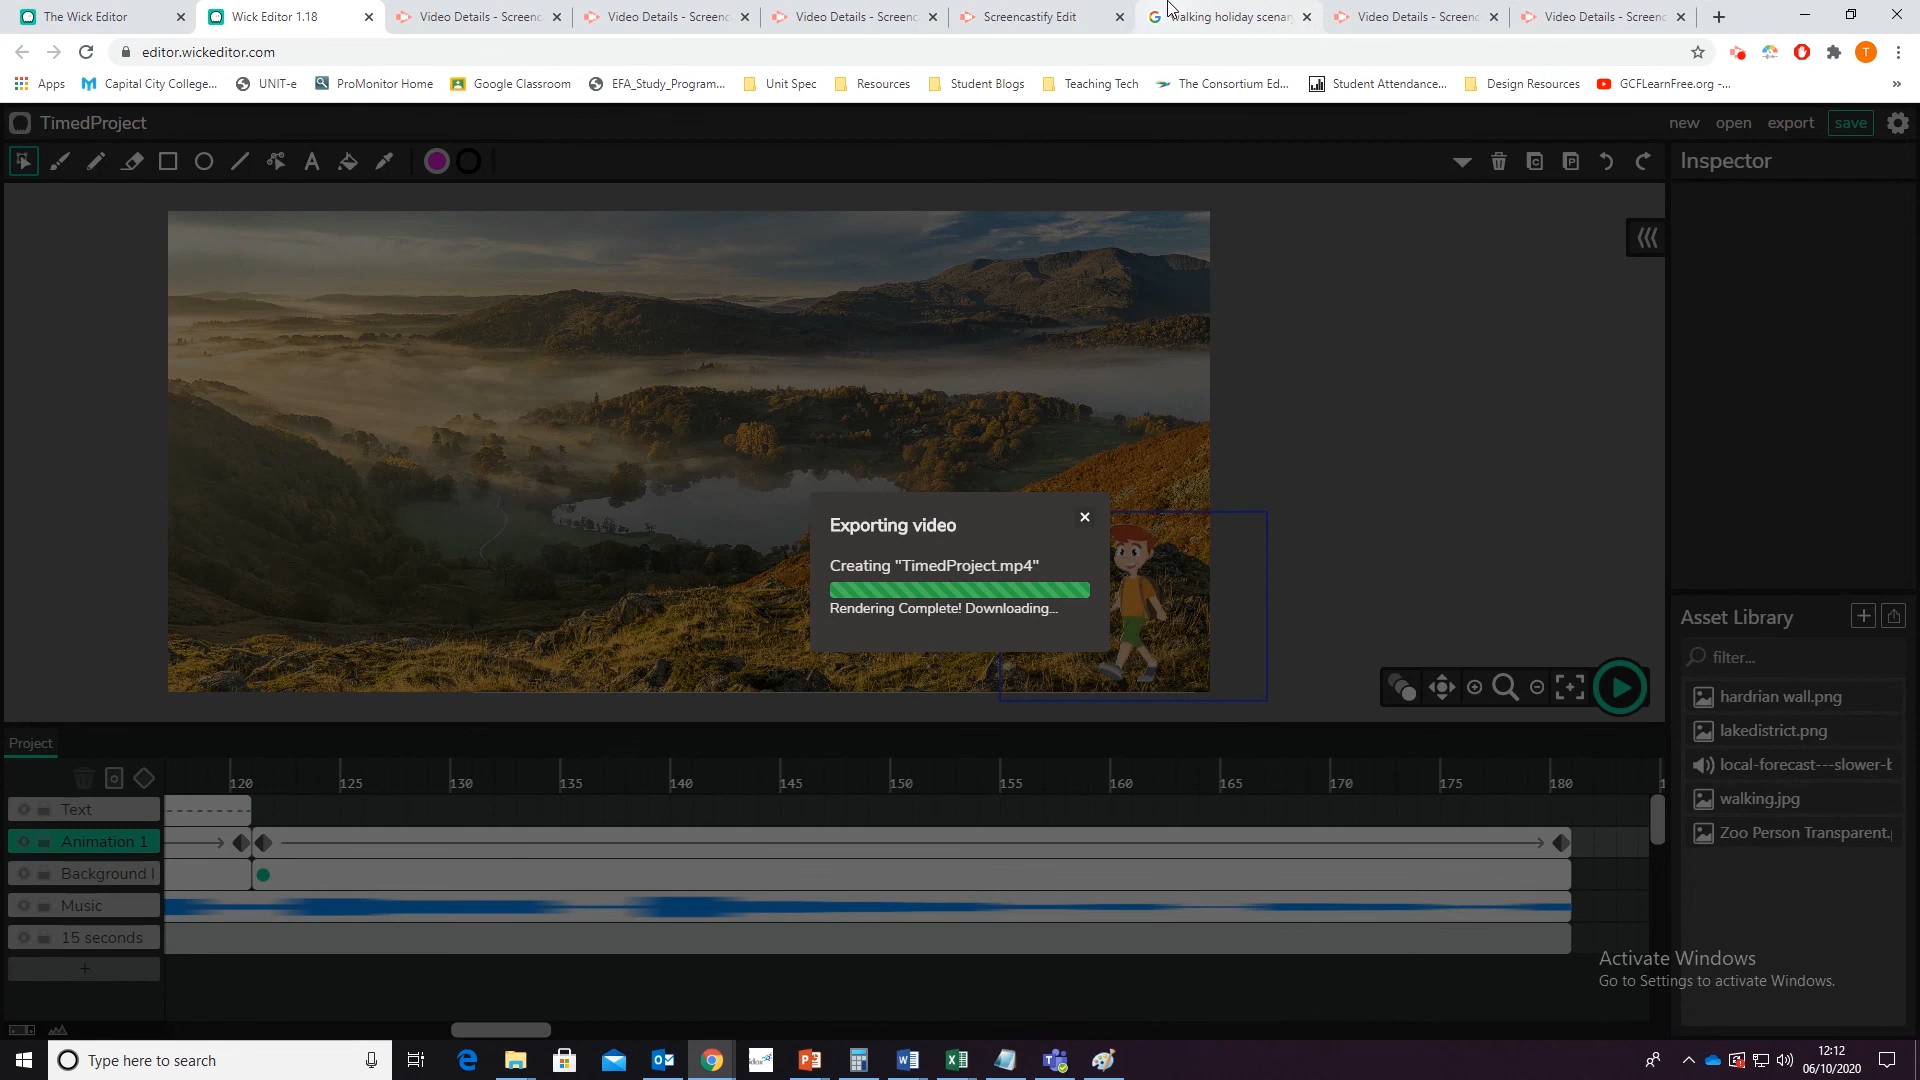 The Wick Editor
Wick Editor 1.18
Video Details - Screenc
Video Details - Screenc
Video Details - Screenc
Screencastify Edit
walking holiday scenary
Video Details - Screenc
Video Details - Screenc
editor.wickeditor.com
T
Apps
Capital City College...
UNIT-e
ProMonitor Home
Google Classroom
EFA_Study_Program...
Unit Spec
Resources
Student Blogs
Teaching Tech
The Consortium Ed...
Student Attendance...
Design Resources
GCFLearnFree.org -...
TimedProject
new open export save
Inspector
Exporting video
Creating "TimedProject.mp4"
Rendering Complete! Downloading...
Asset Library
filter...
hardrian wall.png
lakedistrict.png
local-forecast---slower-b
walking.jpg
Zoo Person Transparent.p
Project
120 125 130 135 140 145 150 155 160 165 170 175 180
Text
Animation 1
Background I
Music
15 seconds
Activate Windows
Go to Settings to activate Windows.
Type here to search
12:12
06/10/2020